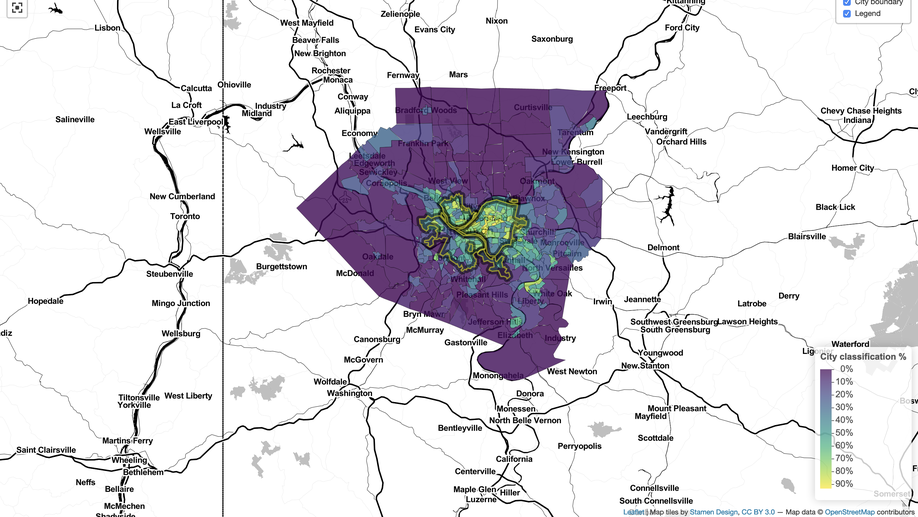 Kittanning
City boundary
Legend
Zelienople
Nixon
West Mayfield
Evans City
Lisbon
Ford City
Beaver Falls
Saxonburg
New Brighton
Rochester
Fernway
Mars
Monaca
Calcutta
Ohioville
Freeport
Conway
La Croft
Industry
Bradford Woods
Curtisville
Chevy Chase Heights
Midland
Aliquippa
Leechburg
Indiana
Salineville
East Liverpool
Wellsville
Economy
Tarentum
Vandergrift
Franklin Park
Orchard Hills
New Kensington
Leetsdale
Lower Burrell
Edgeworth
Homer City
Sewickley
Coraopolis
West View
Oakmont
New Cumberland
Black Lick
Toronto
Churchill
Blairsville
Monroeville
Delmont
Pitcairn
Oakdale
Burgettstown
McDonald
North Versailles
Steubenville
Whitehall
White Oak
Hopedale
Mingo Junction
Pleasant Hills
Liberty
Irwin
Jeannette
Derry
Latrobe
Bryn Mawr
Jefferson Hills
Southwest Greensburg
Lawson Heights
McMurray
South Greensburg
Wellsburg
Elizabeth
Industry
Canonsburg
Gastonville
Waterford
Youngwood
McGovern
New Stanton
City classification %
Monongahela
West Newton
0%
Wolfdale
10%
Washington
Donora
20%
Tiltonsville
West Liberty
Yorkville
Monessen
Mount Pleasant
30%
Mayfield
North Belle Vernon
40%
Bentleyville
50%
Martins Ferry
Scottdale
Perryopolis
60%
Saint Clairsville
Wheeling
California
70%
Bethlehem
Centerville
80%
Neffs
Bellaire
Maple Glen
Hiller
Connellsville
90%
Luzerne
South Connellsville
Somerset
McMechen
Shadyside
Leaflet | Map tiles by Stamen Design, CC BY 3.0 — Map data © OpenStreetMap contributors